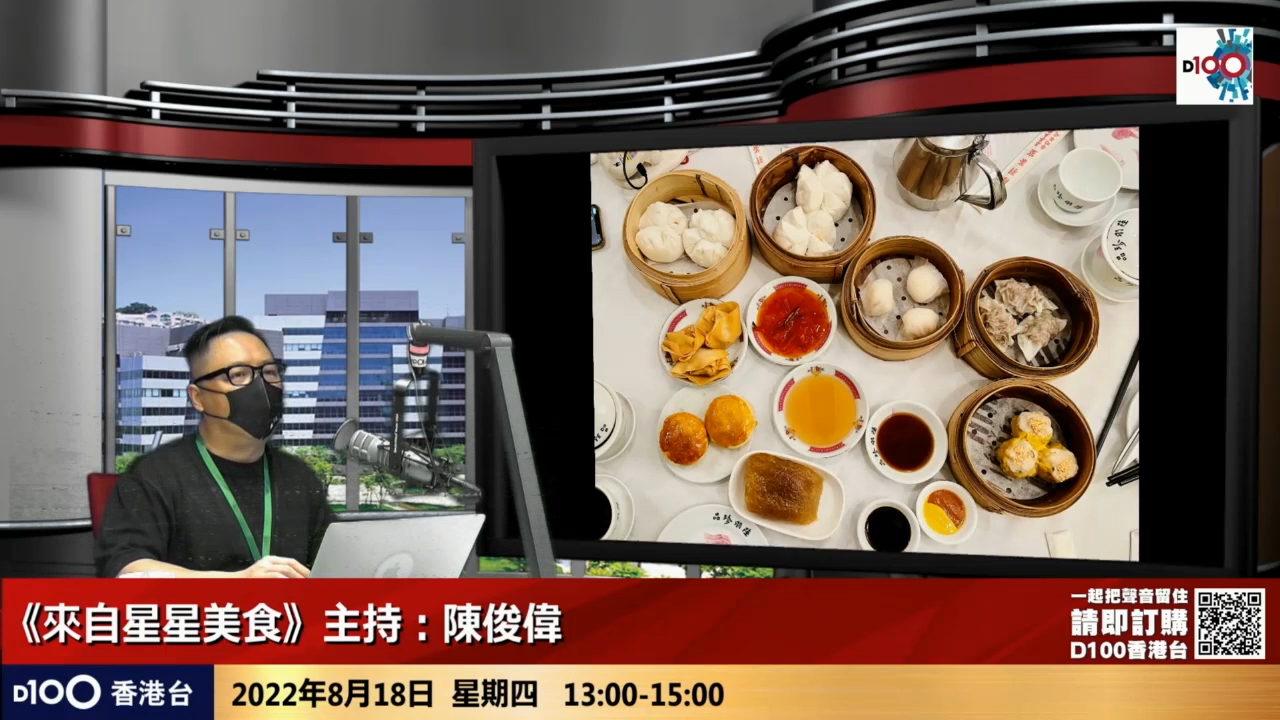 D100
《來自星星美食》 主持：陳俊偉
一起把聲音留住
請即訂購
D100香港台
D100 香港台
2022年8月18日 星期四 13:00-15:00